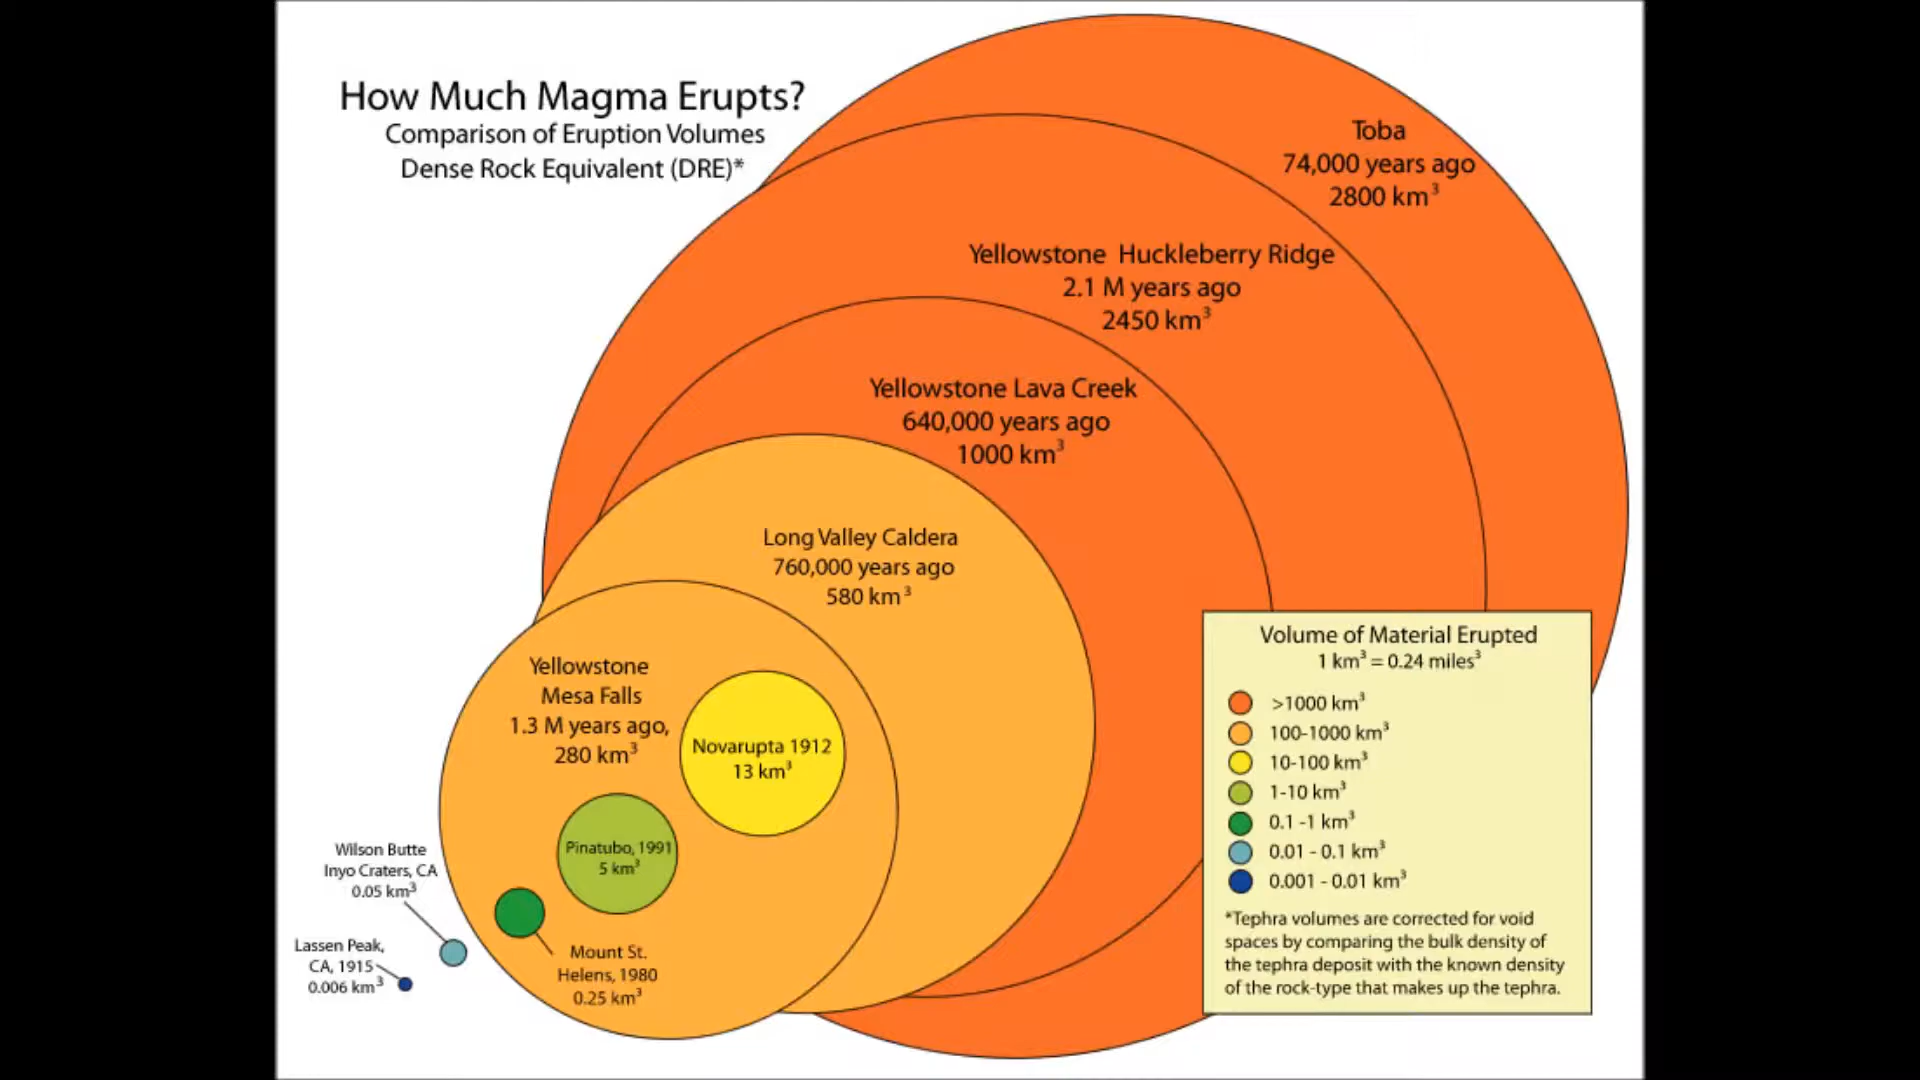 How Much Magma Erupts?
Comparison of Eruption Volumes
Dense Rock Equivalent (DRE)*
Toba
74,000 years ago
2800 km³
Yellowstone Huckleberry Ridge
2.1 M years ago
2450 km³
Yellowstone Lava Creek
640,000 years ago
1000 km³
Long Valley Caldera
760,000 years ago
580 km³
Yellowstone
Mesa Falls
1.3 M years ago,
280 km³
Novarupta 1912
13 km³
Pinatubo, 1991
5 km³
Mount St.
Helens, 1980
0.25 km³
Wilson Butte
Inyo Craters, CA
0.05 km³
Lassen Peak,
CA, 1915
0.006 km³
Volume of Material Erupted
1 km³ = 0.24 miles³
>1000 km³
100-1000 km³
10-100 km³
1-10 km³
0.1 -1 km³
0.01 - 0.1 km³
0.001 - 0.01 km³
*Tephra volumes are corrected for void
spaces by comparing the bulk density of
the tephra deposit with the known density
of the rock-type that makes up the tephra.